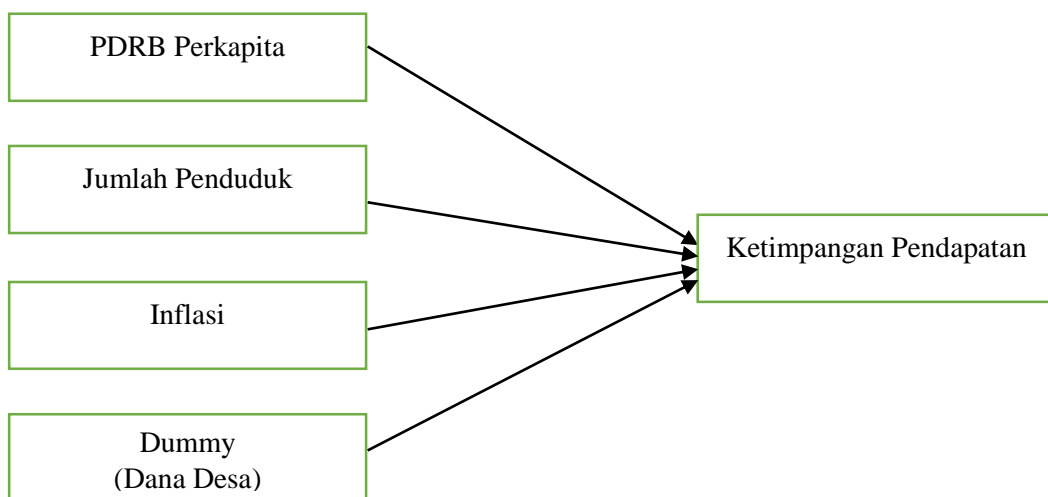 PDRB Perkapita
Jumlah Penduduk
Ketimpangan Pendapatan
Inflasi
Dummy
(Dana Desa)